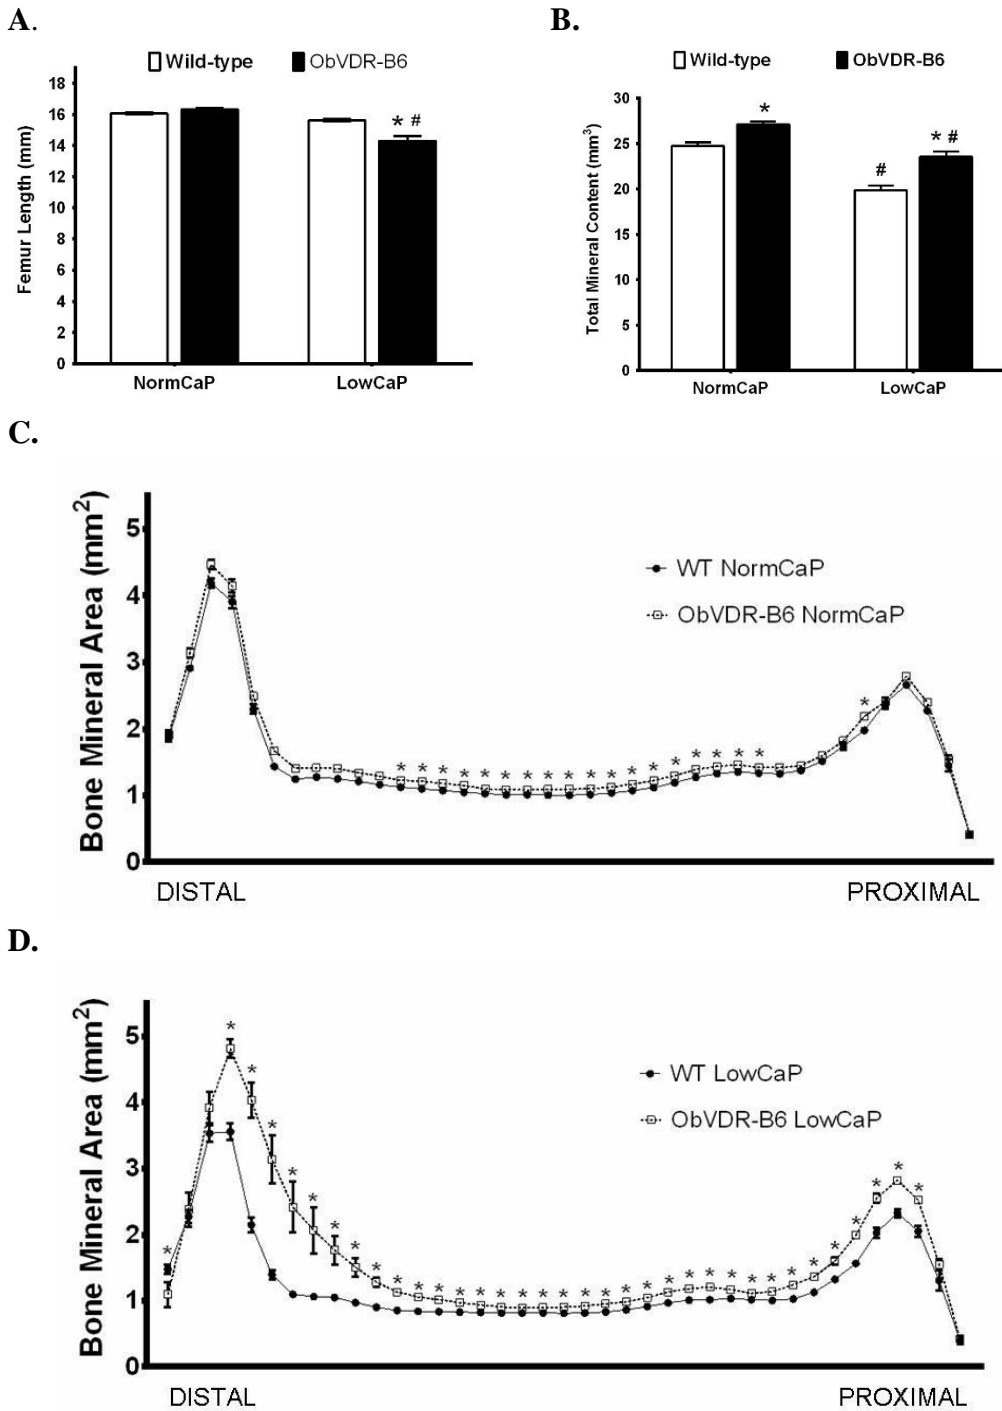 A.
Wild-type ObVDR-B6
Femur Length (mm)
18
16
14
12
10
8
6
4
2
0
* #
NormCaP LowCaP
B.
Wild-type ObVDR-B6
Total Mineral Content (mm³)
30
25
20
15
10
5
0
*
#
* #
NormCaP LowCaP
C.
Bone Mineral Area (mm²)
5
4
3
2
1
0
WT NormCaP
ObVDR-B6 NormCaP
* * * * * * * * * * * * * * * * * * *
DISTAL PROXIMAL
D.
Bone Mineral Area (mm²)
5
4
3
2
1
0
WT LowCaP
ObVDR-B6 LowCaP
* * * * * * * * * * * * * * * * * * * * * * * * * * * * * * * * * * *
DISTAL PROXIMAL